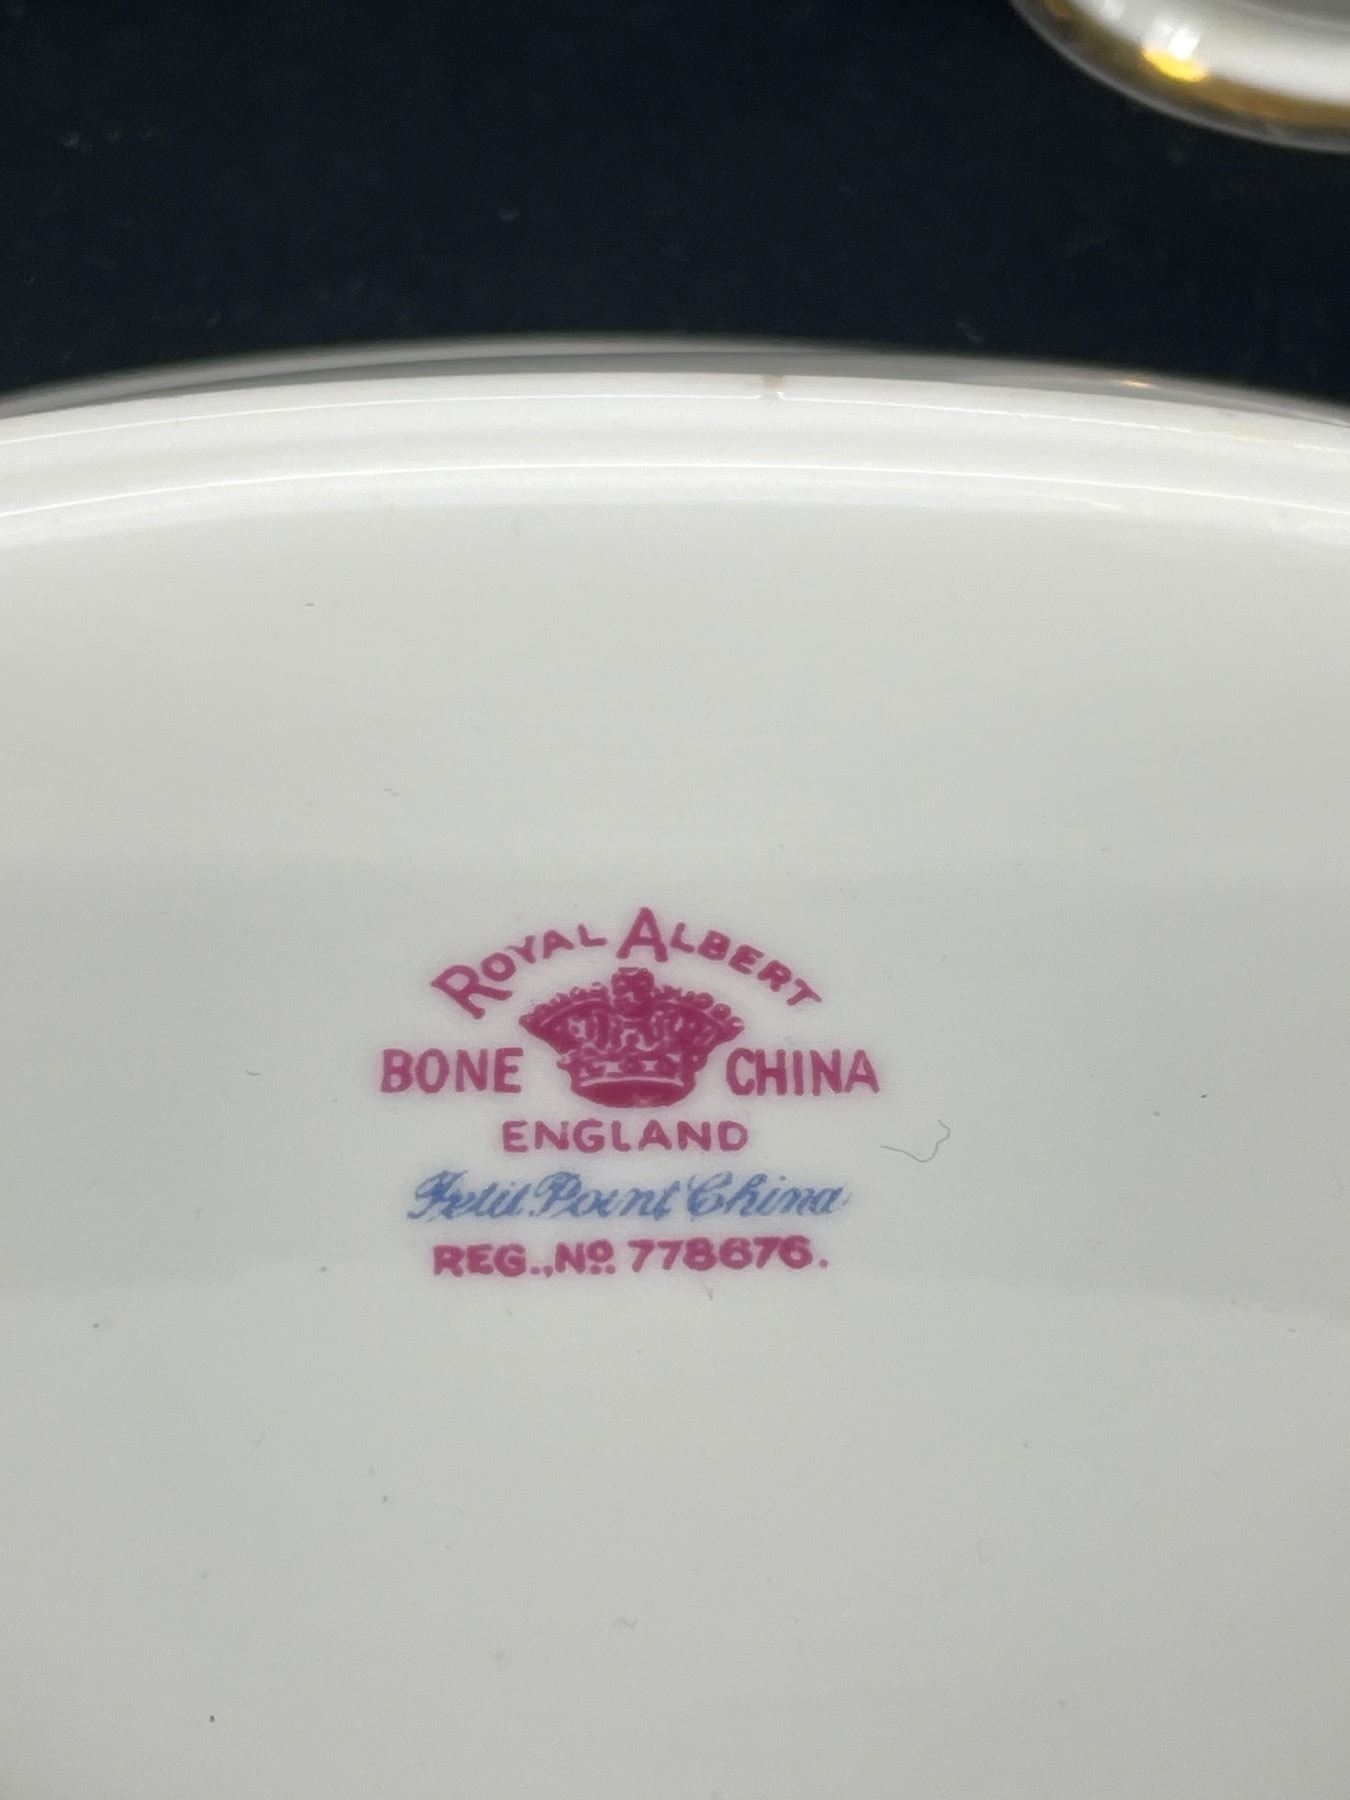 ROYAL ALBERT
BONE CHINA
ENGLAND
Petit Point China
REG., No. 778676.